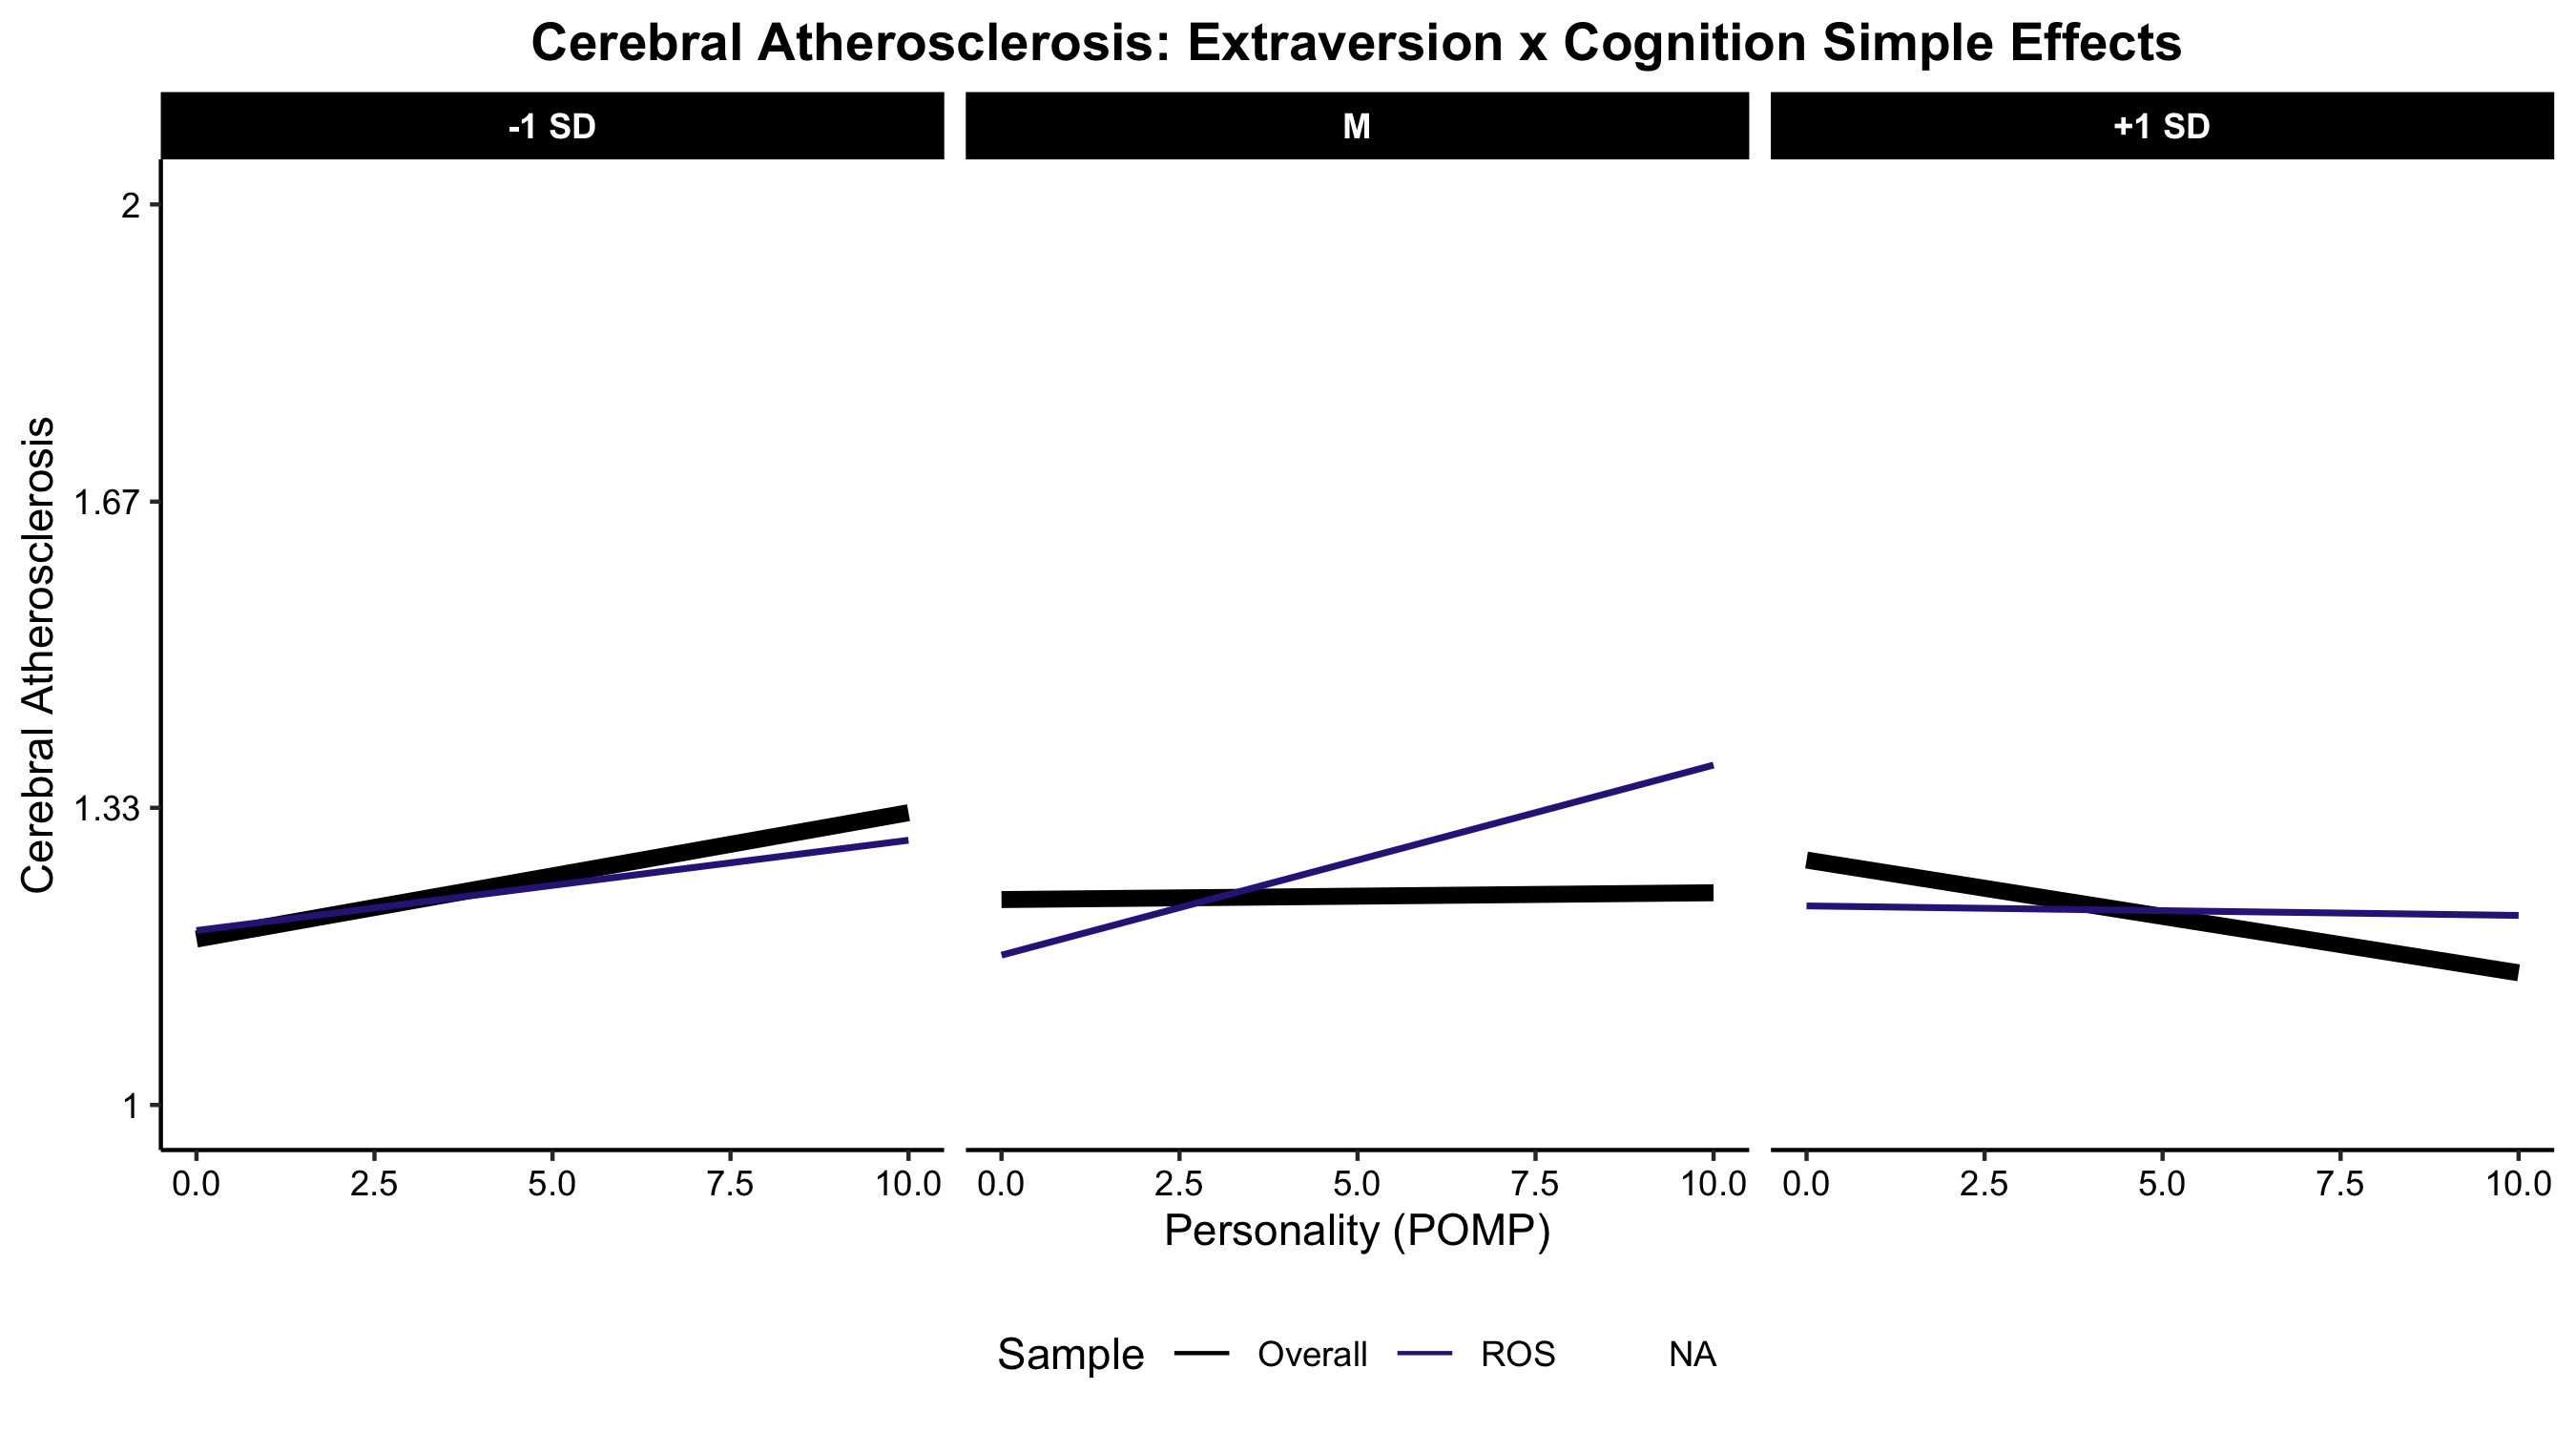 Cerebral Atherosclerosis: Extraversion x Cognition Simple Effects
-1 SD M +1 SD
Cerebral Atherosclerosis
2
1.67
1.33
1
0.0 2.5 5.0 7.5 10.0 0.0 2.5 5.0 7.5 10.0 0.0 2.5 5.0 7.5 10.0
Personality (POMP)
Sample Overall ROS NA